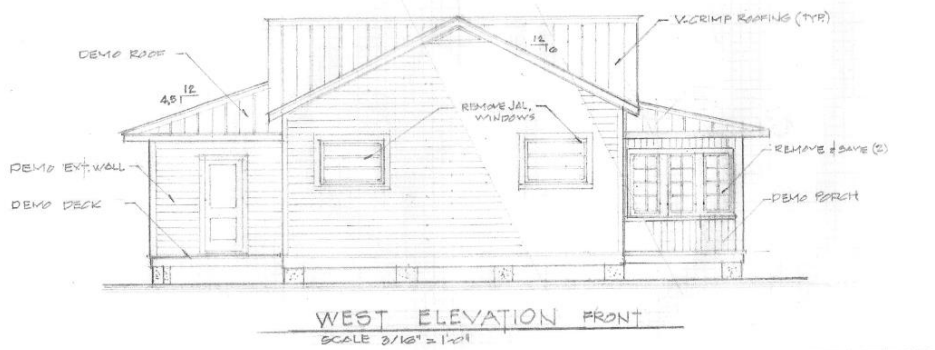 V-CRIMP ROOFING (TYP.)
DEMO ROOF
12
6
12
4.5
REMOVE JAL.
WINDOWS
REMOVE & SAVE (2)
DEMO EXT. WALL
DEMO DECK
DEMO PORCH
WEST ELEVATION FRONT
SCALE 3/16" = 1'-0"